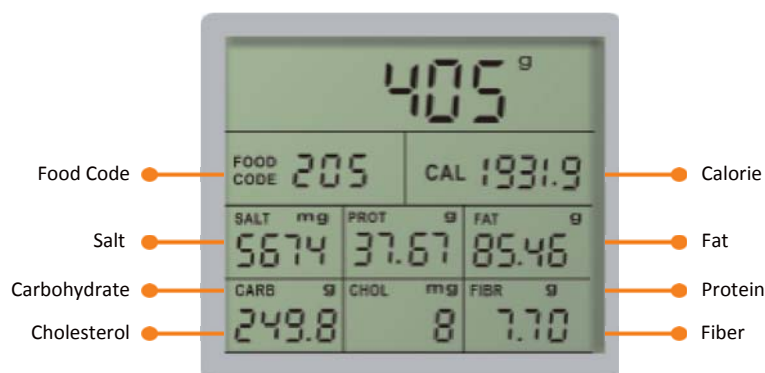 405 g
Food Code FOOD CODE 205 CAL 1931.9 Calorie
SALT mg PROT g FAT g
Salt 5674 37.67 85.46 Fat
Carbohydrate CARB g CHOL mg FIBR g Protein
Cholesterol 249.8 8 7.70 Fiber